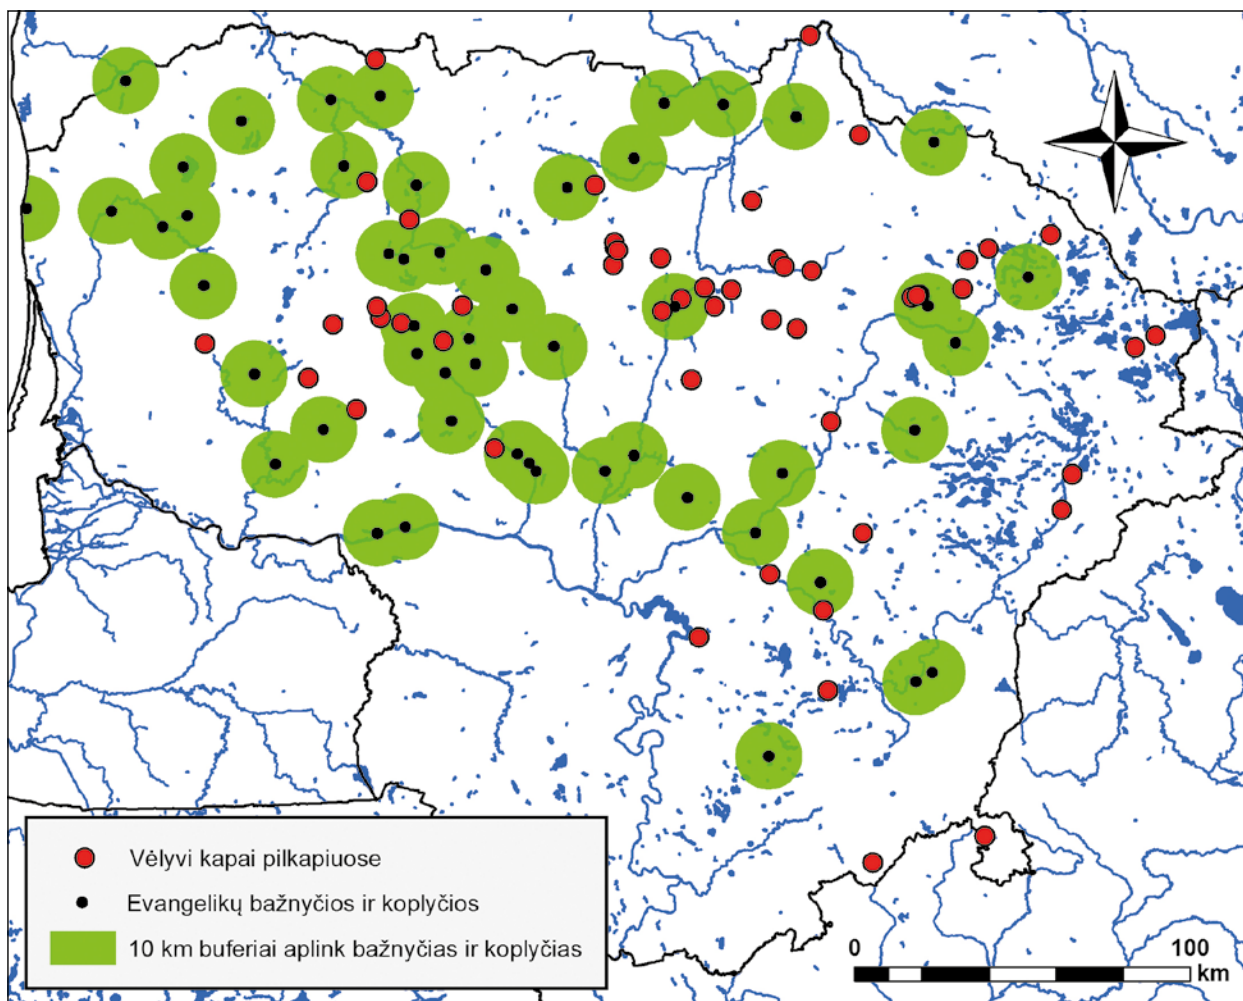 Vėlyvi kapai pilkapiuose
Evangelikų bažnyčios ir koplyčios
10 km buferiai aplink bažnyčias ir koplyčias
0 100
km